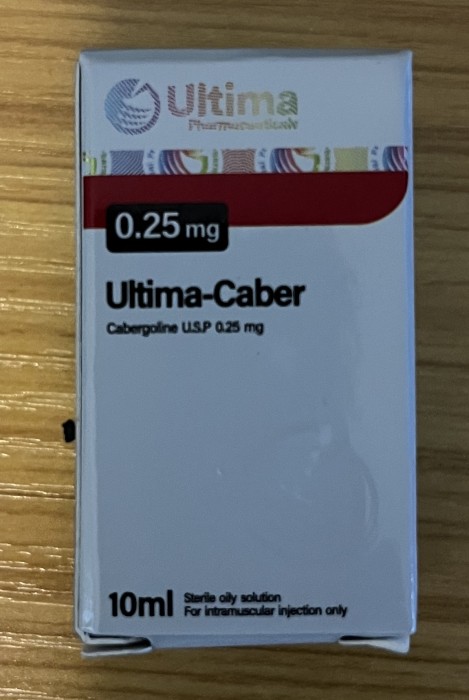 Ultima
Pharmaceuticals
0.25 mg
Ultima-Caber
Cabergoline U.S.P 0.25 mg
10ml
Sterile oily solution
For intramuscular injection only